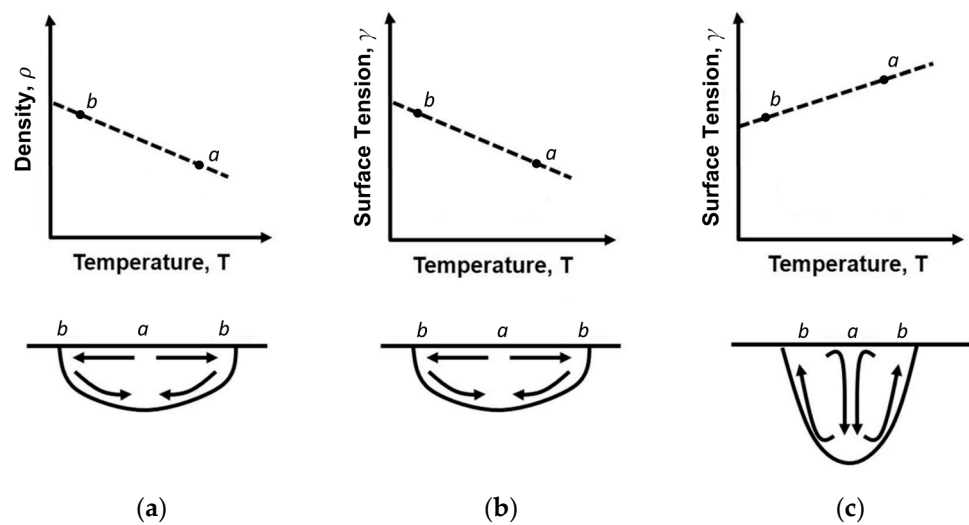 Density, ρ
b
a
Temperature, T
b a b
(a)
Surface Tension, γ
b
a
Temperature, T
b a b
(b)
Surface Tension, γ
b
a
Temperature, T
b a b
(c)